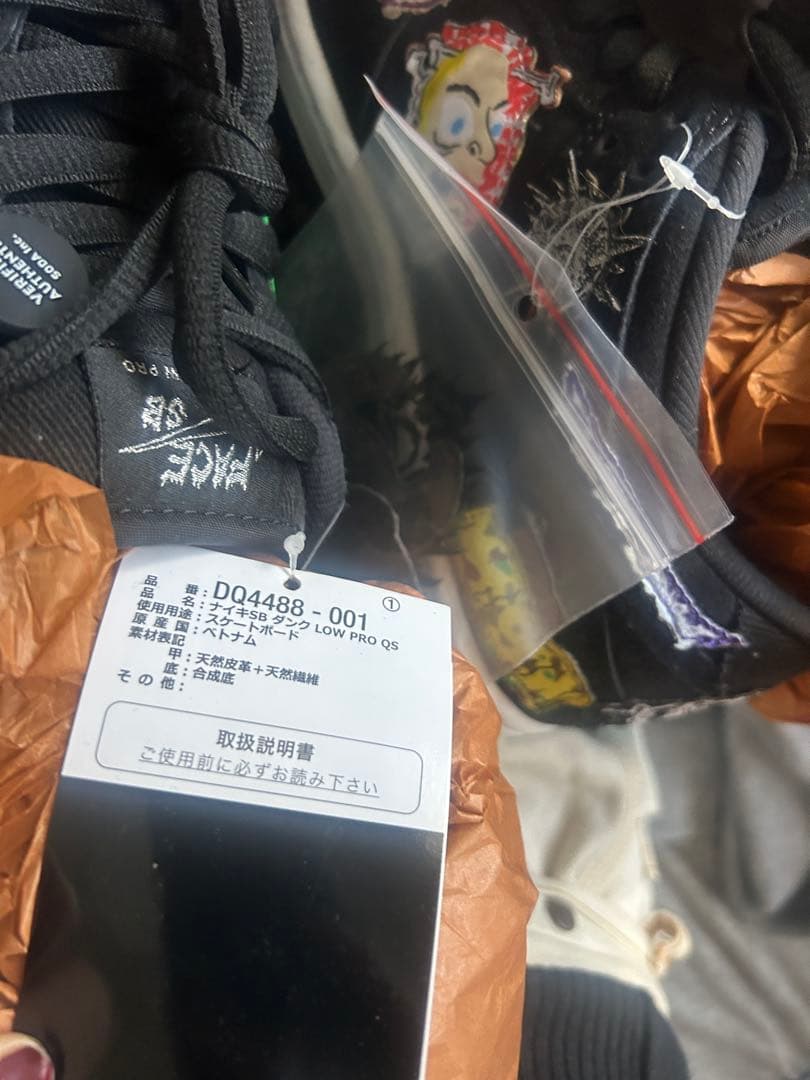 VERIFIED
AUTHENTIC
SODA inc.
W PRO
SB
FACE
①
品 番：DQ4488 - 001
品 名：ナイキSB ダンク LOW PRO QS
使用用途：スケートボード
原 産 国：ベトナム
素材表記
甲：天然皮革＋天然繊維
底：合成底
そ の 他：
取扱説明書
ご使用前に必ずお読み下さい